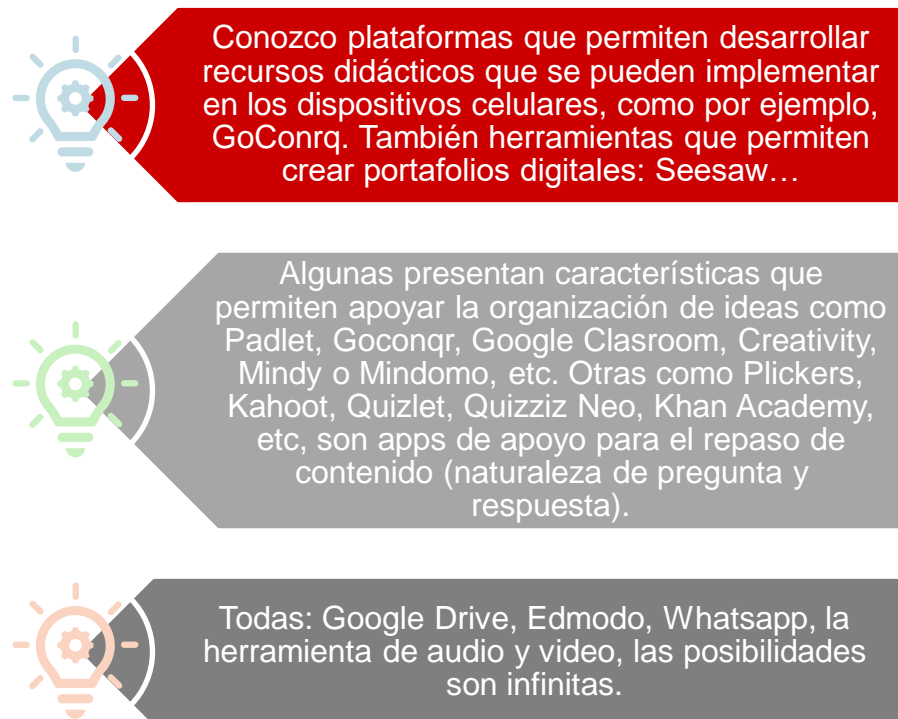 Conozco plataformas que permiten desarrollar
recursos didácticos que se pueden implementar
en los dispositivos celulares, como por ejemplo,
GoConrq. También herramientas que permiten
crear portafolios digitales: Seesaw…
Algunas presentan características que
permiten apoyar la organización de ideas como
Padlet, Goconqr, Google Clasroom, Creativity,
Mindy o Mindomo, etc. Otras como Plickers,
Kahoot, Quizlet, Quizziz Neo, Khan Academy,
etc, son apps de apoyo para el repaso de
contenido (naturaleza de pregunta y
respuesta).
Todas: Google Drive, Edmodo, Whatsapp, la
herramienta de audio y video, las posibilidades
son infinitas.